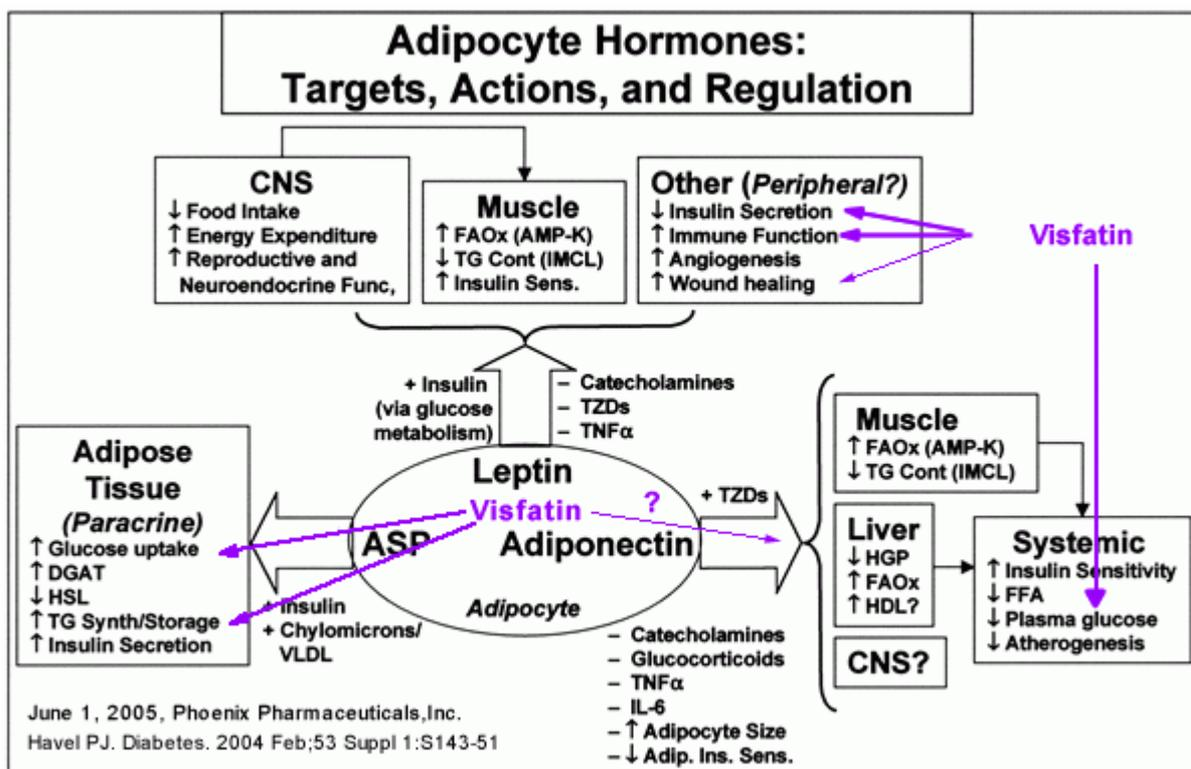 Adipocyte Hormones:
Targets, Actions, and Regulation
CNS
↓ Food Intake
↑ Energy Expenditure
↑ Reproductive and
Neuroendocrine Func,
Muscle
↑ FAOx (AMP-K)
↓ TG Cont (IMCL)
↑ Insulin Sens.
Other (Peripheral?)
↓ Insulin Secretion
↑ Immune Function
↑ Angiogenesis
↑ Wound healing
Visfatin
+ Insulin
(via glucose
metabolism)
– Catecholamines
– TZDs
– TNFα
Adipose
Tissue
(Paracrine)
↑ Glucose uptake
↑ DGAT
↓ HSL
↑ TG Synth/Storage
↑ Insulin Secretion
Leptin
Visfatin
?
ASP
Adiponectin
Adipocyte
+ Insulin
+ Chylomicrons/
VLDL
+ TZDs
– Catecholamines
– Glucocorticoids
– TNFα
– IL-6
– ↑ Adipocyte Size
– ↓ Adip. Ins. Sens.
Muscle
↑ FAOx (AMP-K)
↓ TG Cont (IMCL)
Liver
↓ HGP
↑ FAOx
↑ HDL?
CNS?
Systemic
↑ Insulin Sensitivity
↓ FFA
↓ Plasma glucose
↓ Atherogenesis
June 1, 2005, Phoenix Pharmaceuticals,Inc.
Havel PJ. Diabetes. 2004 Feb;53 Suppl 1:S143-51